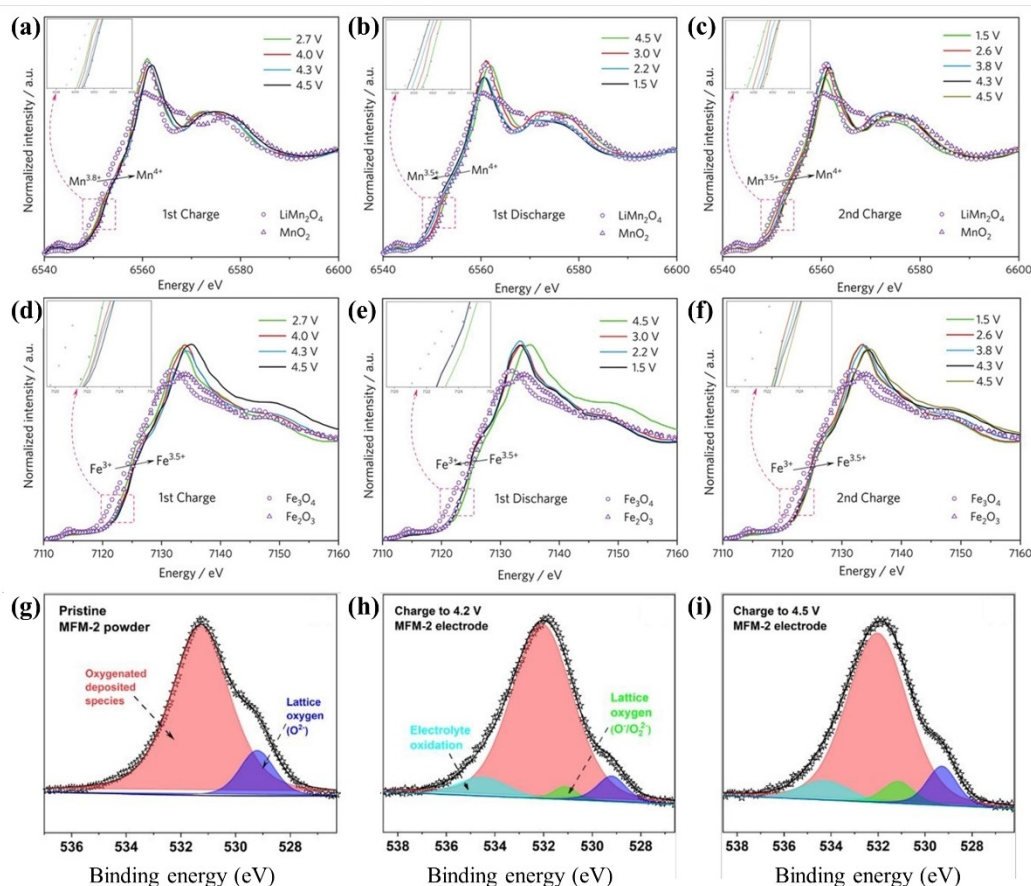 (a)
2.7 V
4.0 V
4.3 V
4.5 V
Mn3.8+
Mn4+
1st Charge
LiMn2O4
MnO2
Normalized intensity / a.u.
6540 6560 6580 6600
Energy / eV
(b)
4.5 V
3.0 V
2.2 V
1.5 V
Mn3.5+
Mn4+
1st Discharge
LiMn2O4
MnO2
Normalized intensity / a.u.
6540 6560 6580 6600
Energy / eV
(c)
1.5 V
2.6 V
3.8 V
4.3 V
4.5 V
Mn3.5+
Mn4+
2nd Charge
LiMn2O4
MnO2
Normalized intensity / a.u.
6540 6560 6580 6600
Energy / eV
(d)
2.7 V
4.0 V
4.3 V
4.5 V
Fe3+
Fe3.5+
1st Charge
Fe3O4
Fe2O3
Normalized intensity / a.u.
7110 7120 7130 7140 7150 7160
Energy / eV
(e)
4.5 V
3.0 V
2.2 V
1.5 V
Fe3+
Fe3.5+
1st Discharge
Fe3O4
Fe2O3
Normalized intensity / a.u.
7110 7120 7130 7140 7150 7160
Energy / eV
(f)
1.5 V
2.6 V
3.8 V
4.3 V
4.5 V
Fe3+
Fe3.5+
2nd Charge
Fe3O4
Fe2O3
Normalized intensity / a.u.
7110 7120 7130 7140 7150 7160
Energy / eV
(g)
Pristine
MFM-2 powder
Oxygenated
deposited
species
Lattice
oxygen
(O2-)
536 534 532 530 528
Binding energy (eV)
(h)
Charge to 4.2 V
MFM-2 electrode
Electrolyte
oxidation
Lattice
oxygen
(O-/O22-)
538 536 534 532 530 528
Binding energy (eV)
(i)
Charge to 4.5 V
MFM-2 electrode
538 536 534 532 530 528
Binding energy (eV)